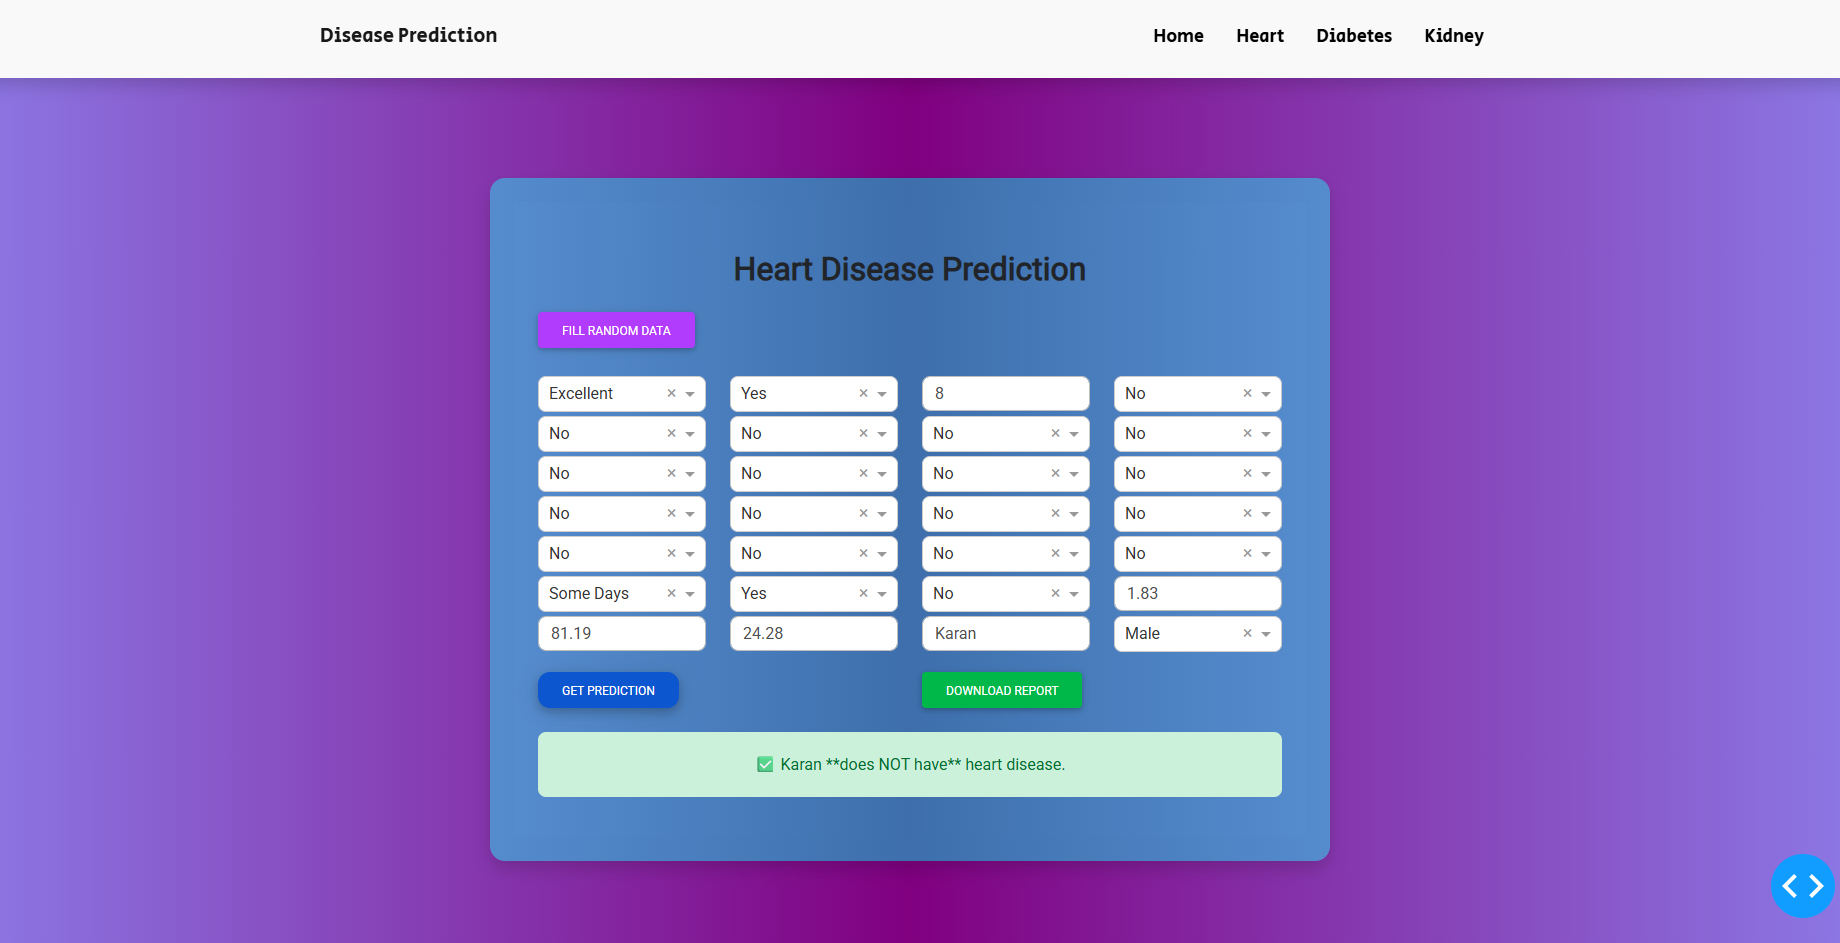 Disease Prediction Home Heart Diabetes Kidney
Heart Disease Prediction
FILL RANDOM DATA
Excellent Yes 8 No
No No No No
No No No No
No No No No
No No No No
Some Days Yes No 1.83
81.19 24.28 Karan Male
GET PREDICTION DOWNLOAD REPORT
✅ Karan **does NOT have** heart disease.